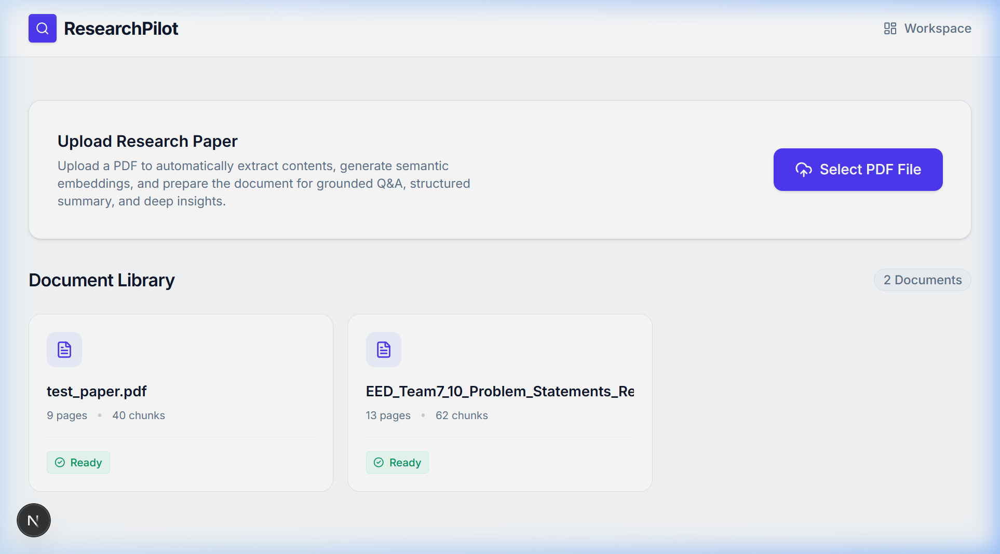 ResearchPilot
Workspace
Upload Research Paper
Upload a PDF to automatically extract contents, generate semantic
embeddings, and prepare the document for grounded Q&A, structured
summary, and deep insights.
Select PDF File
Document Library
2 Documents
test_paper.pdf
9 pages • 40 chunks
Ready
EED_Team7_10_Problem_Statements_Re
13 pages • 62 chunks
Ready
N